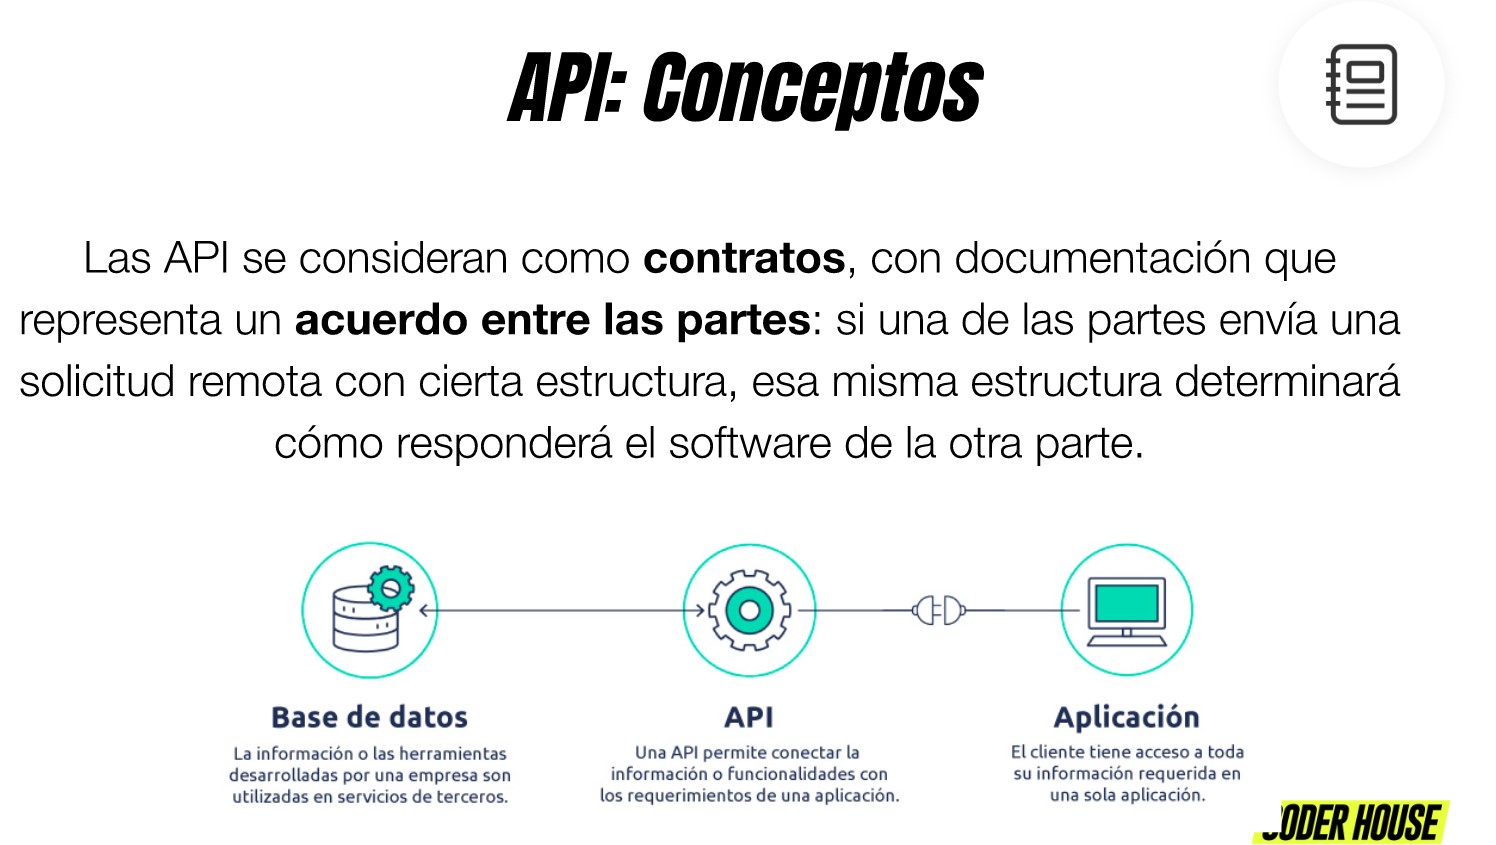 API: Conceptos
Las API se consideran como contratos, con documentación que
representa un acuerdo entre las partes: si una de las partes envía una
solicitud remota con cierta estructura, esa misma estructura determinará
cómo responderá el software de la otra parte.
Base de datos
La información o las herramientas
desarrolladas por una empresa son
utilizadas en servicios de terceros.
API
Una API permite conectar la
información o funcionalidades con
los requerimientos de una aplicación.
Aplicación
El cliente tiene acceso a toda
su información requerida en
una sola aplicación.
CODER HOUSE